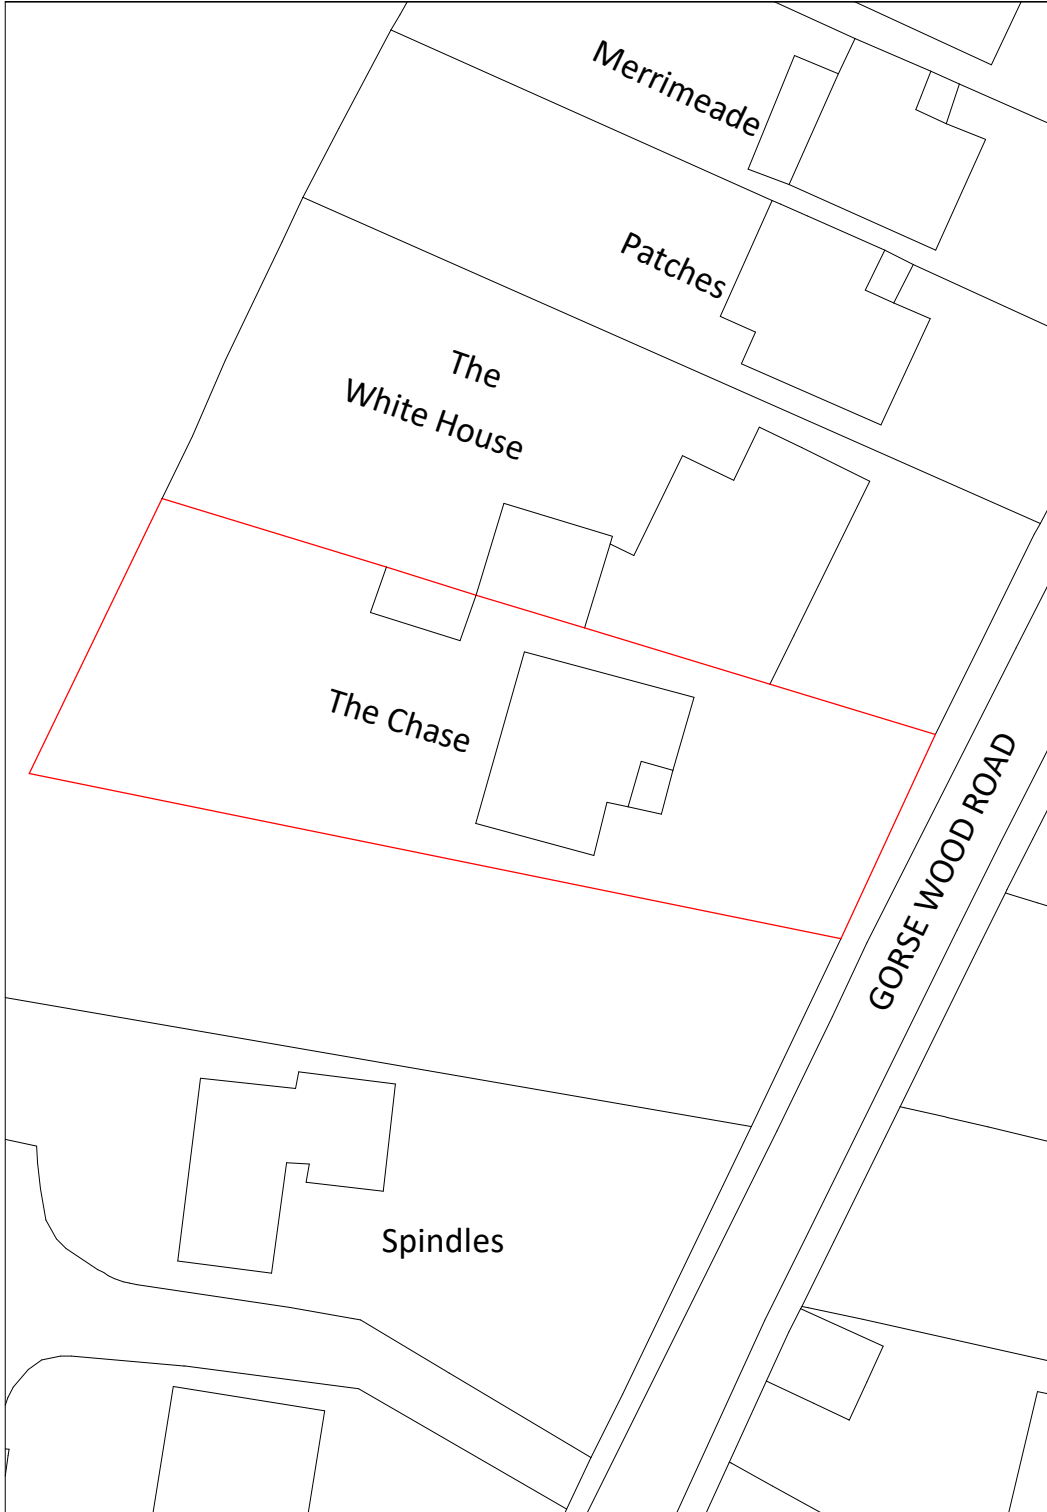 Merrimeade
Patches
The
White House
The Chase
GORSE WOOD ROAD
Spindles